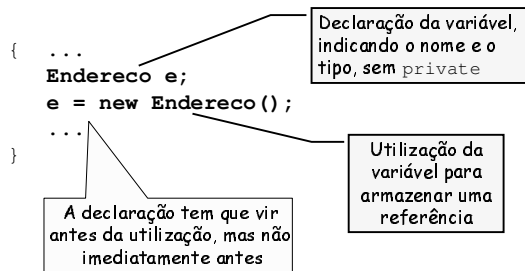 Declaração da variável,
indicando o nome e o
tipo, sem private
{ ...
Endereco e;
e = new Endereco();
...
}
Utilização da
variável para
armazenar uma
referência
A declaração tem que vir
antes da utilização, mas não
imediatamente antes